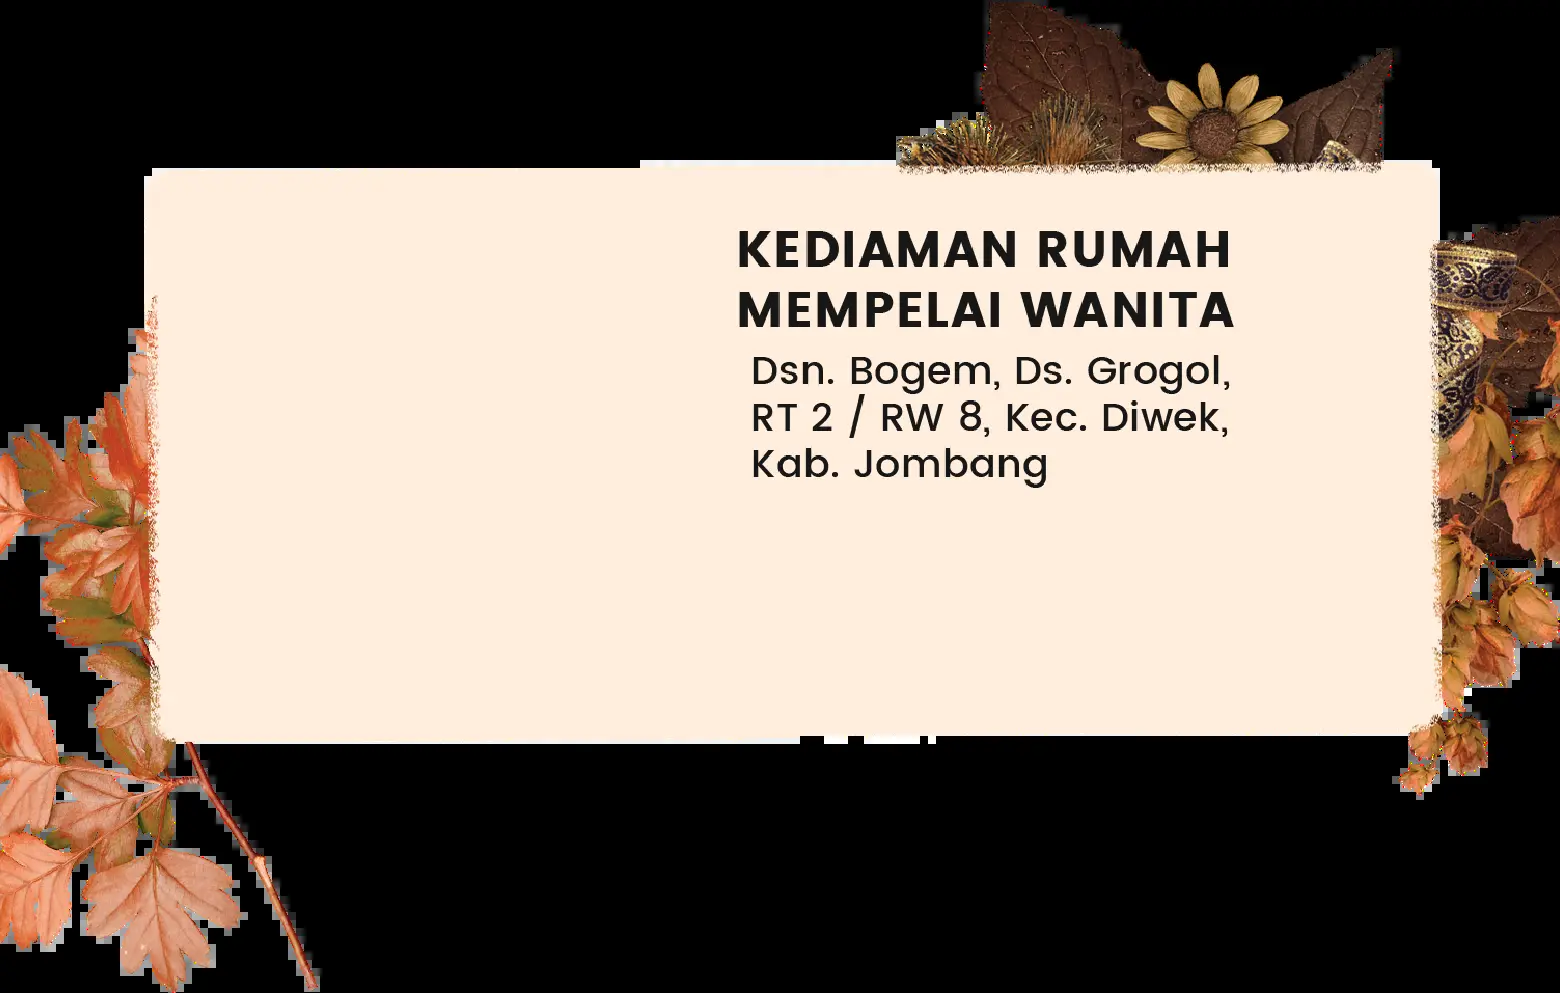 KEDIAMAN RUMAH
MEMPELAI WANITA
Dsn. Bogem, Ds. Grogol,
RT 2 / RW 8, Kec. Diwek,
Kab. Jombang